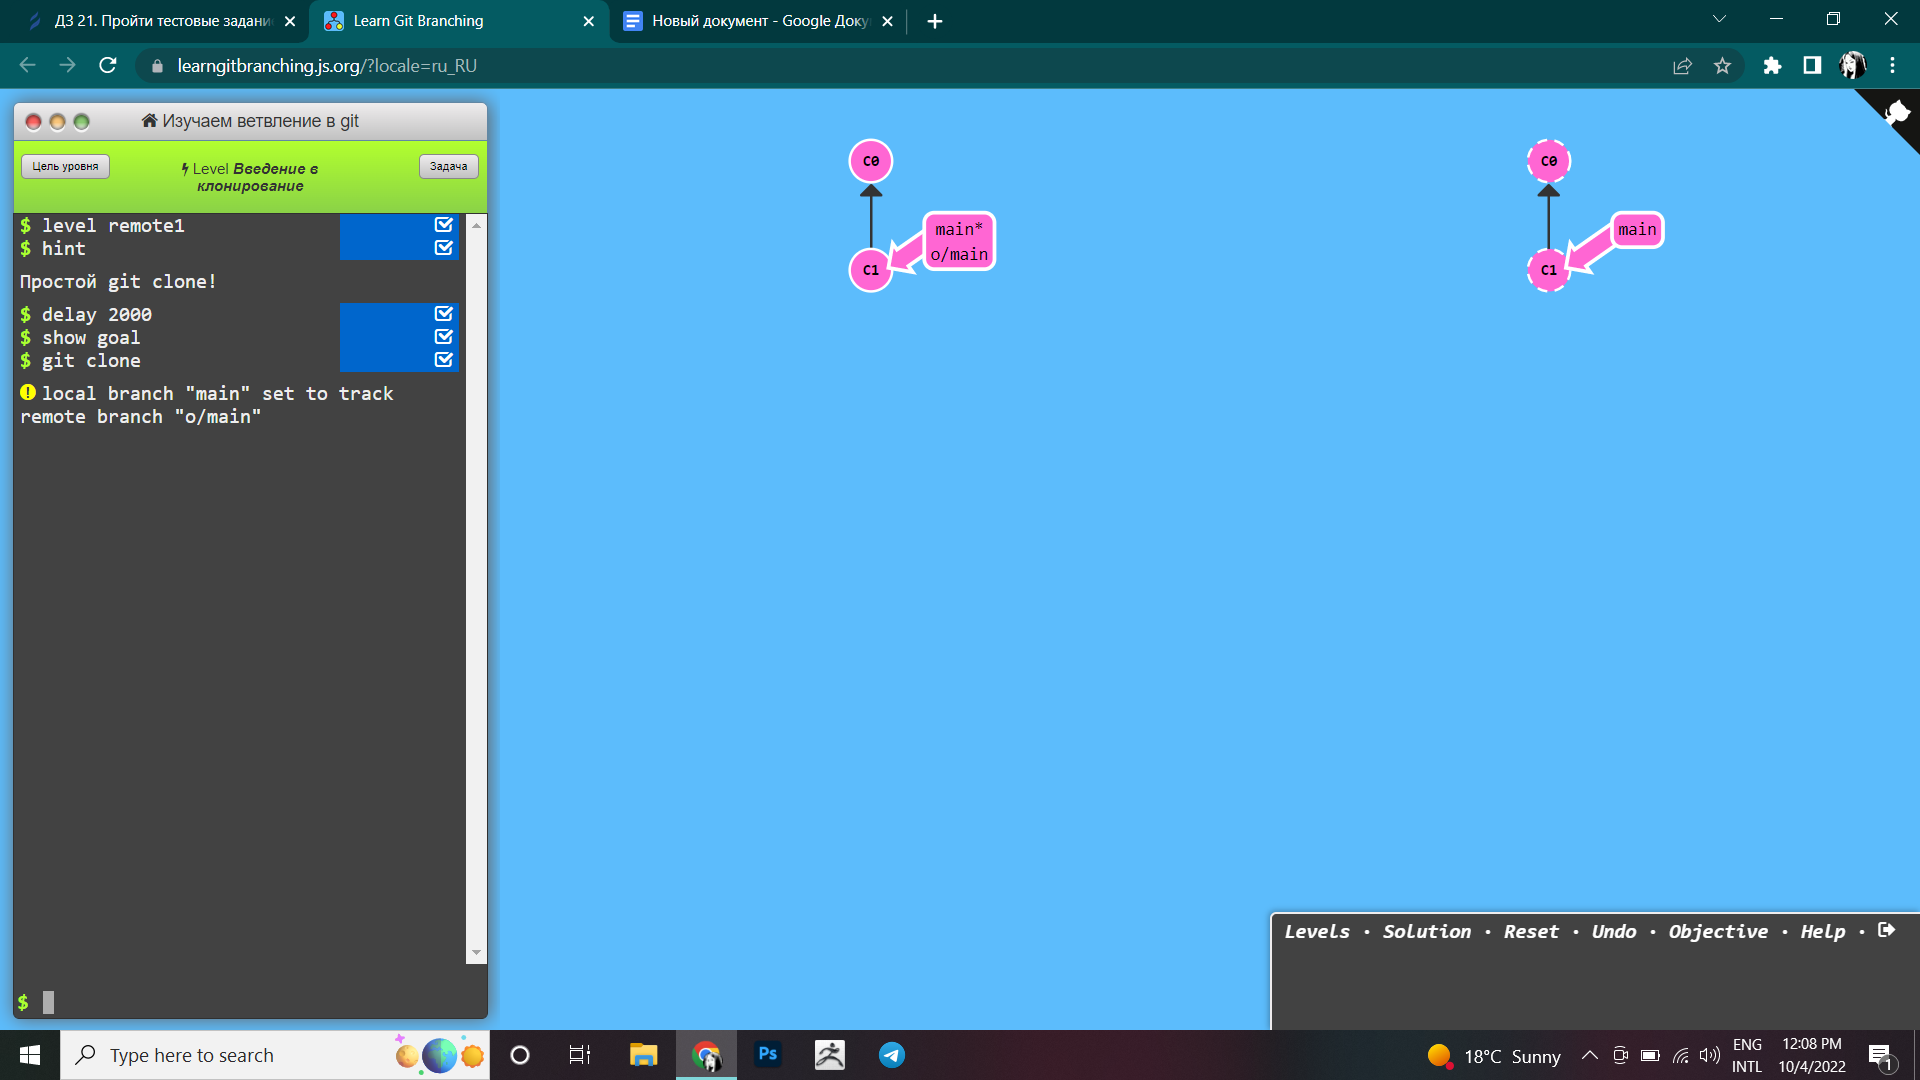 ДЗ 21. Пройти тестовые задани
Learn Git Branching
Новый документ - Google Доку
learngitbranching.js.org/?locale=ru_RU
Изучаем ветвление в git
Цель уровня
Level Введение в
клонирование
Задача
$ level remote1
$ hint
Простой git clone!
$ delay 2000
$ show goal
$ git clone
local branch "main" set to track
remote branch "o/main"
$
C0
main*
o/main
C1
C0
main
C1
Levels • Solution • Reset • Undo • Objective • Help •
Type here to search
Ps
18°C Sunny
ENG
INTL
12:08 PM
10/4/2022
1